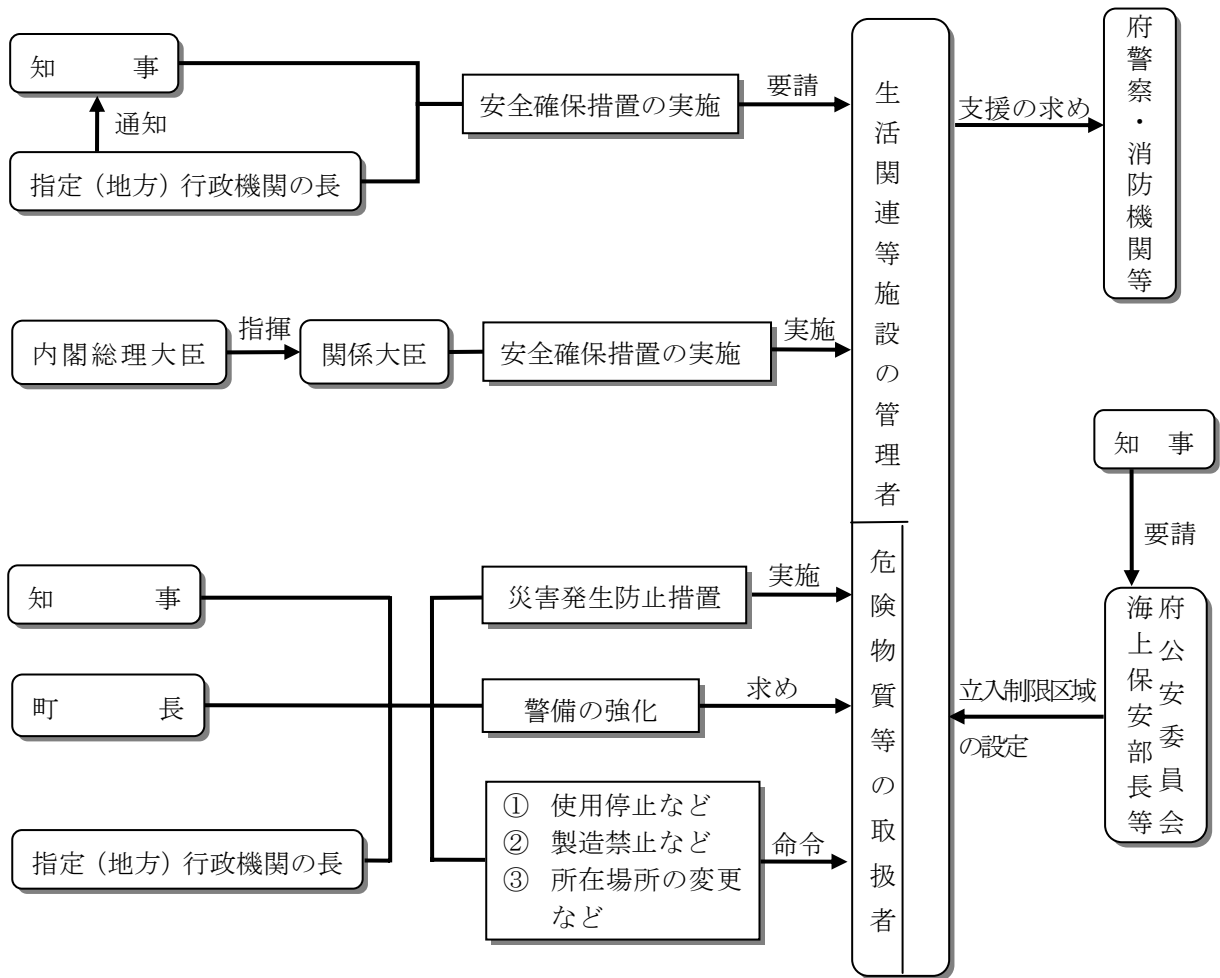 知　事
通知
指定（地方）行政機関の長
安全確保措置の実施
要請
内閣総理大臣
指揮
関係大臣
安全確保措置の実施
実施
知　事
町　長
指定（地方）行政機関の長
災害発生防止措置
実施
警備の強化
求め
①　使用停止など
②　製造禁止など
③　所在場所の変更
など
命令
生活関連等施設の管理者
危険物質等の取扱者
支援の求め
府警察・消防機関等
知　事
要請
府公安委員会
海上保安部長等
立入制限区域
の設定